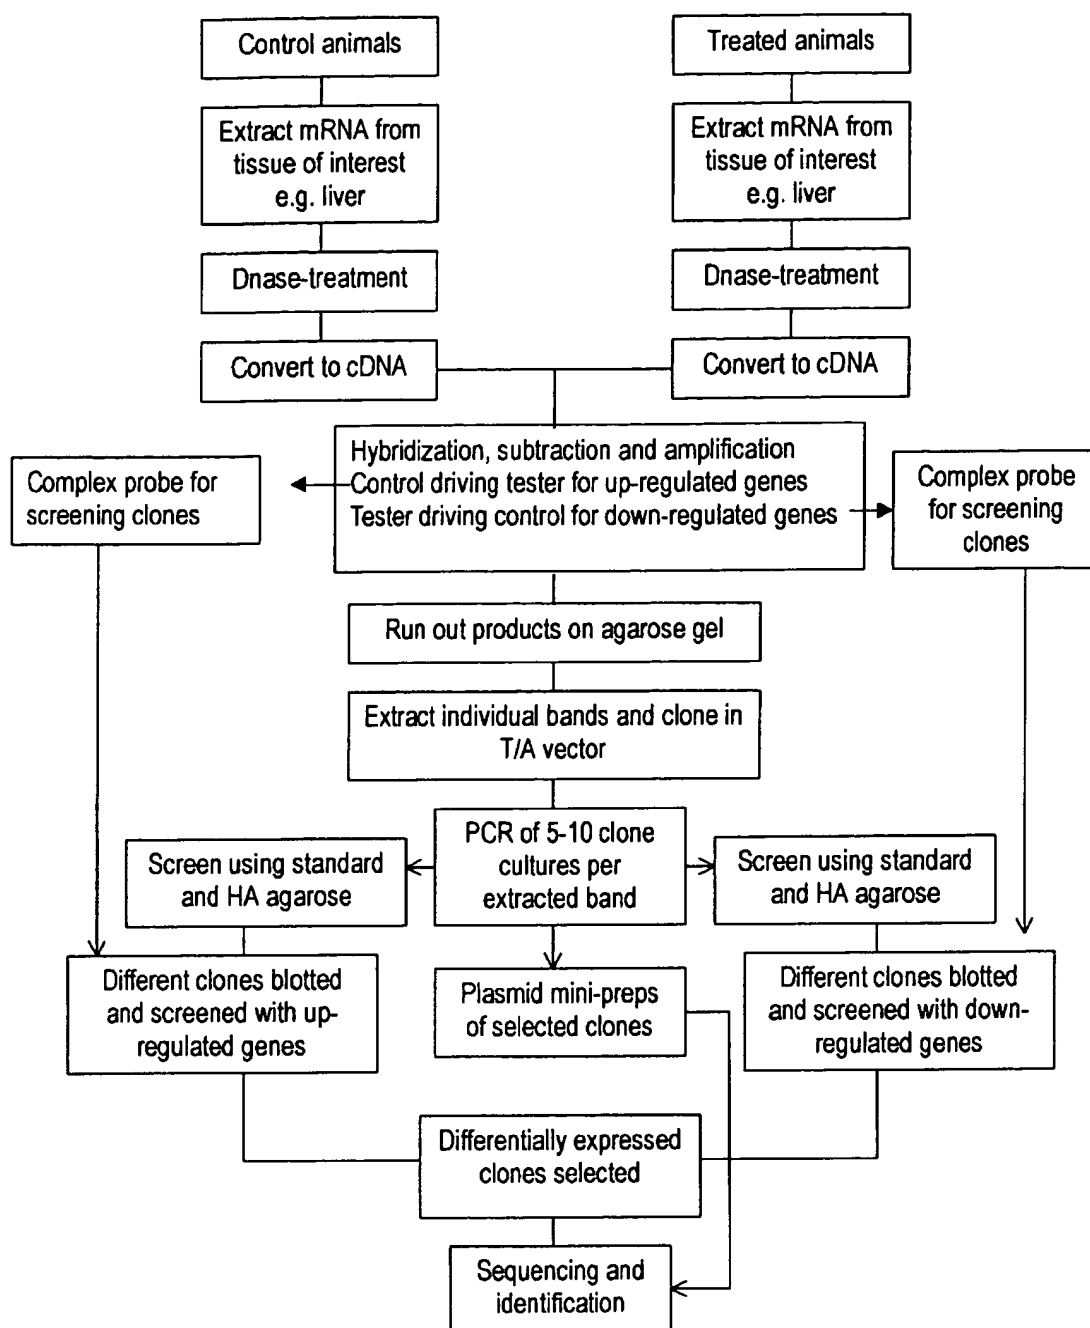 Control animals
Treated animals
Extract mRNA from
tissue of interest
e.g. liver
Extract mRNA from
tissue of interest
e.g. liver
Dnase-treatment
Dnase-treatment
Convert to cDNA
Convert to cDNA
Hybridization, subtraction and amplification
Control driving tester for up-regulated genes
Tester driving control for down-regulated genes
Complex probe for
screening clones
Complex probe
for screening
clones
Run out products on agarose gel
Extract individual bands and clone in
T/A vector
PCR of 5-10 clone
cultures per
extracted band
Screen using standard
and HA agarose
Screen using standard
and HA agarose
Different clones blotted
and screened with up-
regulated genes
Plasmid mini-preps
of selected clones
Different clones blotted
and screened with down-
regulated genes
Differentially expressed
clones selected
Sequencing and
identification